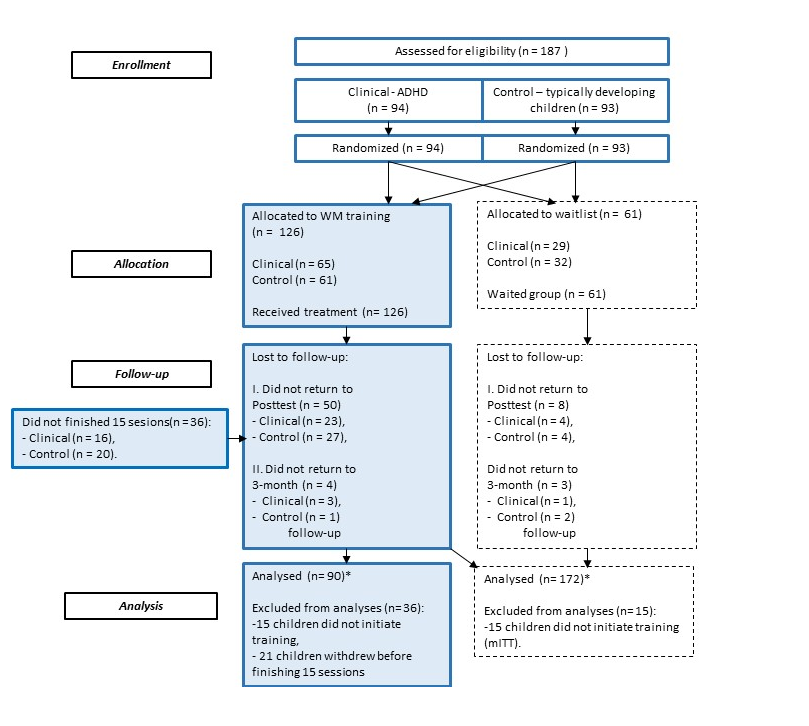 Enrollment
Assessed for eligibility (n = 187 )
Clinical - ADHD
(n = 94)
Control – typically developing
children (n = 93)
Randomized (n = 94)
Randomized (n = 93)
Allocation
Allocated to WM training
(n = 126)
Clinical (n = 65)
Control (n = 61)
Received treatment (n= 126)
Allocated to waitlist (n = 61)
Clinical (n = 29)
Control (n = 32)
Waited group (n = 61)
Follow-up
Did not finished 15 sesions(n =36):
- Clinical (n = 16),
- Control (n = 20).
Lost to follow-up:
I. Did not return to
Posttest (n = 50)
- Clinical (n = 23),
- Control (n = 27),
II. Did not return to
3-month (n = 4)
- Clinical (n = 3),
- Control (n = 1)
follow-up
Lost to follow-up:
I. Did not return to
Posttest (n = 8)
- Clinical (n = 4),
- Control (n = 4),
Did not return to
3-month (n = 3)
- Clinical (n = 1),
- Control (n = 2)
follow-up
Analysis
Analysed (n= 90)*
Excluded from analyses (n=36):
-15 children did not initiate
training,
- 21 children withdrew before
finishing 15 sessions
Analysed (n= 172)*
Excluded from analyses (n= 15):
-15 children did not initiate training
(mITT).